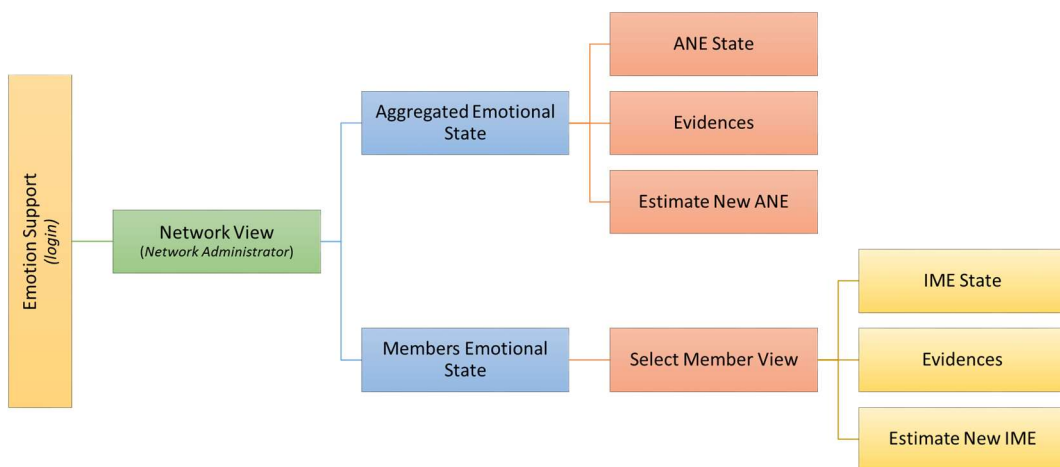 Emotion Support
(login)
Network View
(Network Administrator)
Aggregated Emotional
State
ANE State
Evidences
Estimate New ANE
Members Emotional
State
Select Member View
IME State
Evidences
Estimate New IME